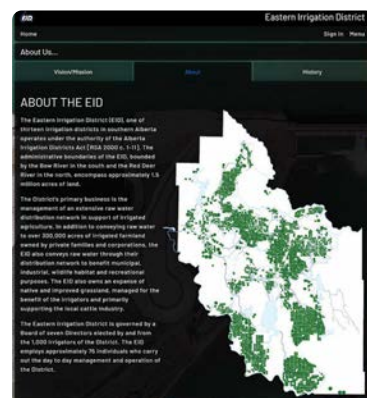 EID
Eastern Irrigation District
Home
Sign In Menu
About Us...
Vision/Mission
About
History
ABOUT THE EID
The Eastern Irrigation District (EID), one of
thirteen irrigation districts in southern Alberta
operates under the authority of the Alberta
Irrigation Districts Act [RSA 2000 c. I-11]. The
administrative boundaries of the EID, bounded
by the Bow River in the south and the Red Deer
River in the north, encompass approximately 1.5
million acres of land.
The District's primary business is the
management of an extensive raw water
distribution network in support of irrigated
agriculture. In addition to conveying raw water
to over 300,000 acres of irrigated farmland
owned by private families and corporations, the
EID also conveys raw water through their
distribution network to benefit municipal,
industrial, wildlife habitat and recreational
purposes. The EID also owns an expanse of
native and improved grassland, managed for the
benefit of the irrigators and primarily
supporting the local cattle industry.
The Eastern Irrigation District is governed by a
Board of seven Directors elected by and from
the 1,000 irrigators of the District. The EID
employs approximately 75 individuals who carry
out the day to day management and operation of
the District.